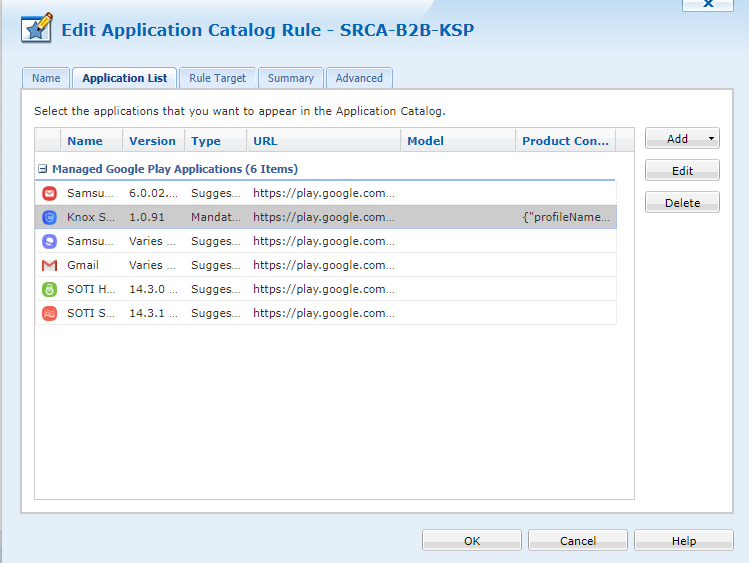 Edit Application Catalog Rule - SRCA-B2B-KSP
Name Application List Rule Target Summary Advanced
Select the applications that you want to appear in the Application Catalog.
Name Version Type URL Model Product Con...
Managed Google Play Applications (6 Items)
Samsu... 6.0.02.... Sugges... https://play.google.com...
Knox S... 1.0.91 Mandat... https://play.google.com... {"profileName...
Samsu... Varies ... Sugges... https://play.google.com...
Gmail Varies ... Sugges... https://play.google.com...
SOTI H... 14.3.0 ... Sugges... https://play.google.com...
SOTI S... 14.3.1 ... Sugges... https://play.google.com...
Add
Edit
Delete
OK Cancel Help